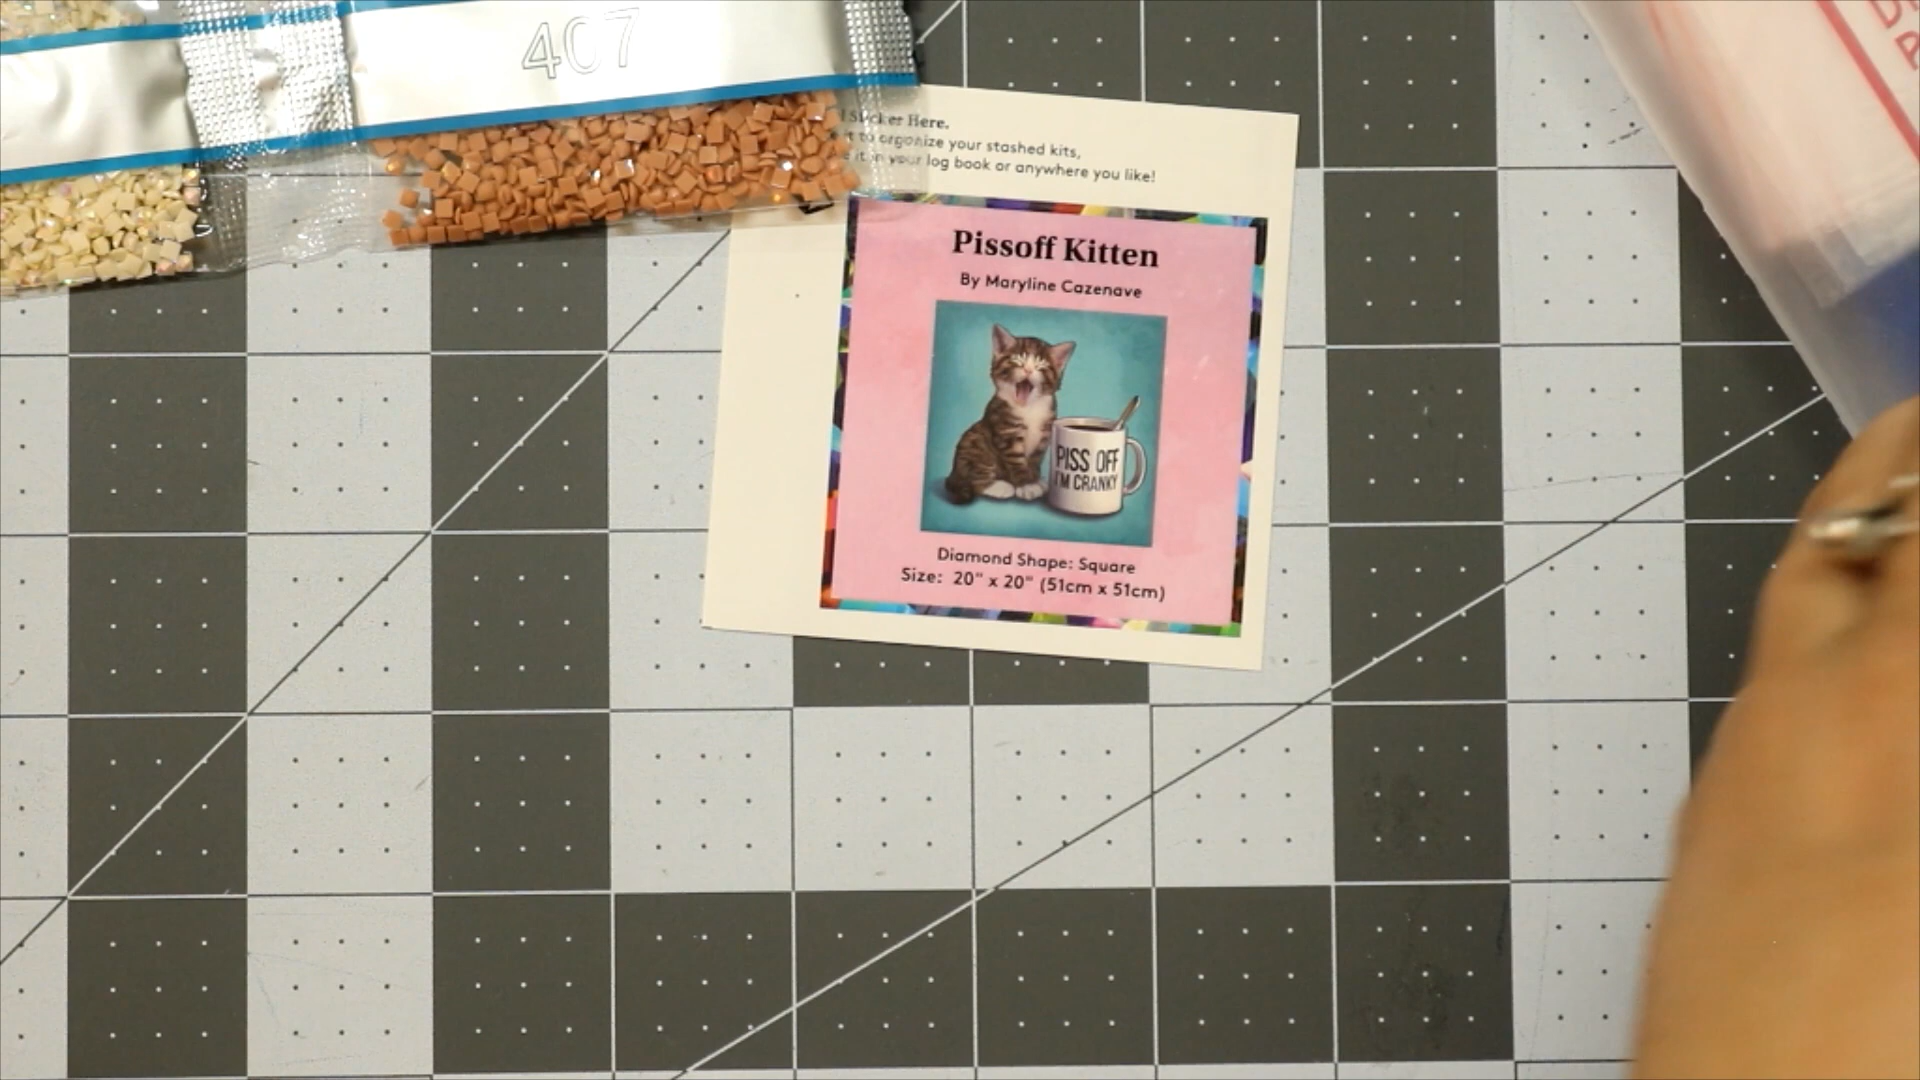 407
Sticker Here.
it to organize your stashed kits,
it in your log book or anywhere you like!
Pissoff Kitten
By Maryline Cazenave
PISS OFF
I'M CRANKY
Diamond Shape: Square
Size: 20" x 20" (51cm x 51cm)